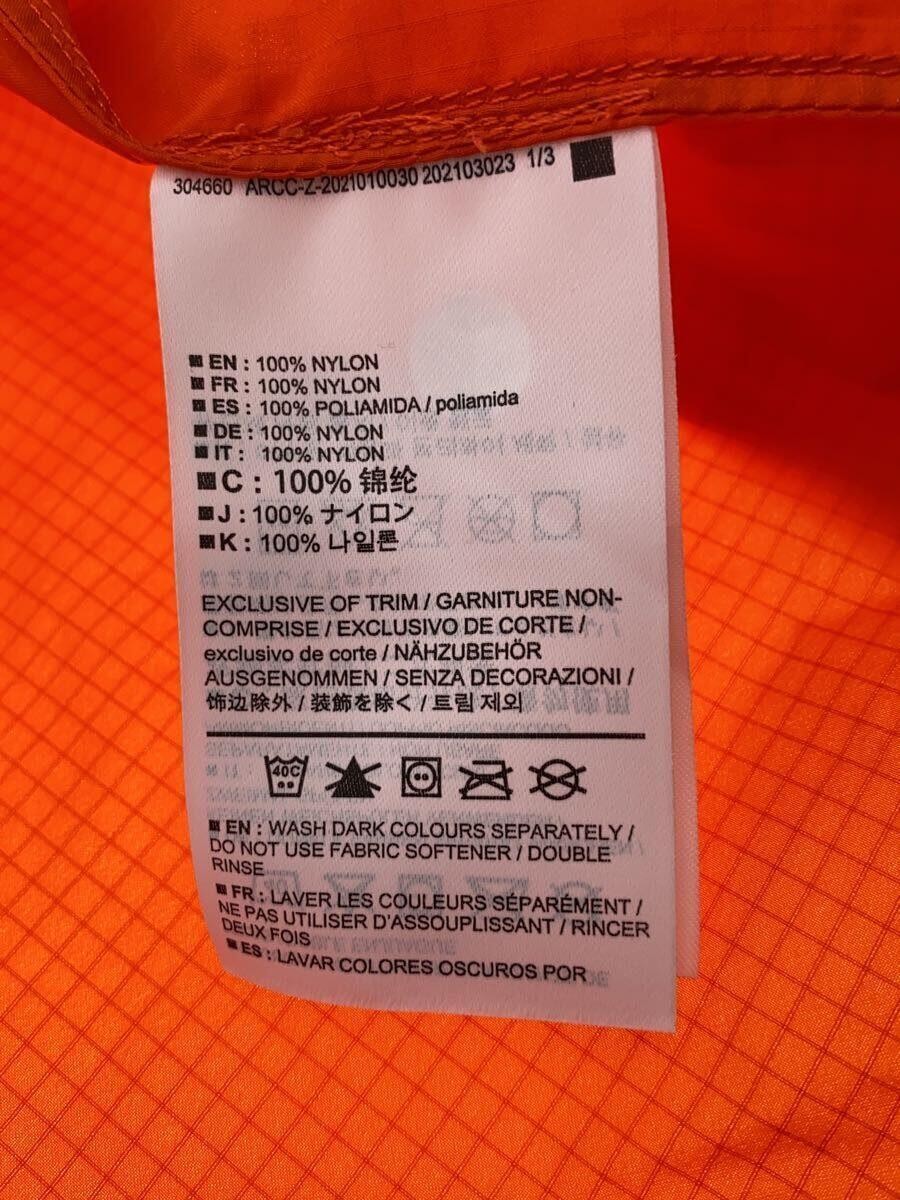 304660 ARCC-Z-2021010030 202103023 1/3
EN : 100% NYLON
FR : 100% NYLON
ES : 100% POLIAMIDA / poliamida
DE : 100% NYLON
IT : 100% NYLON
C : 100% 锦纶
J : 100% ナイロン
K : 100% 나일론
EXCLUSIVE OF TRIM / GARNITURE NON-
COMPRISE / EXCLUSIVO DE CORTE /
exclusivo de corte / NÄHZUBEHÖR
AUSGENOMMEN / SENZA DECORAZIONI /
饰边除外 / 装飾を除く / 트림 제외
40C
EN : WASH DARK COLOURS SEPARATELY /
DO NOT USE FABRIC SOFTENER / DOUBLE
RINSE
FR : LAVER LES COULEURS SÉPARÉMENT /
NE PAS UTILISER D'ASSOUPLISSANT / RINCER
DEUX FOIS
ES : LAVAR COLORES OSCUROS POR